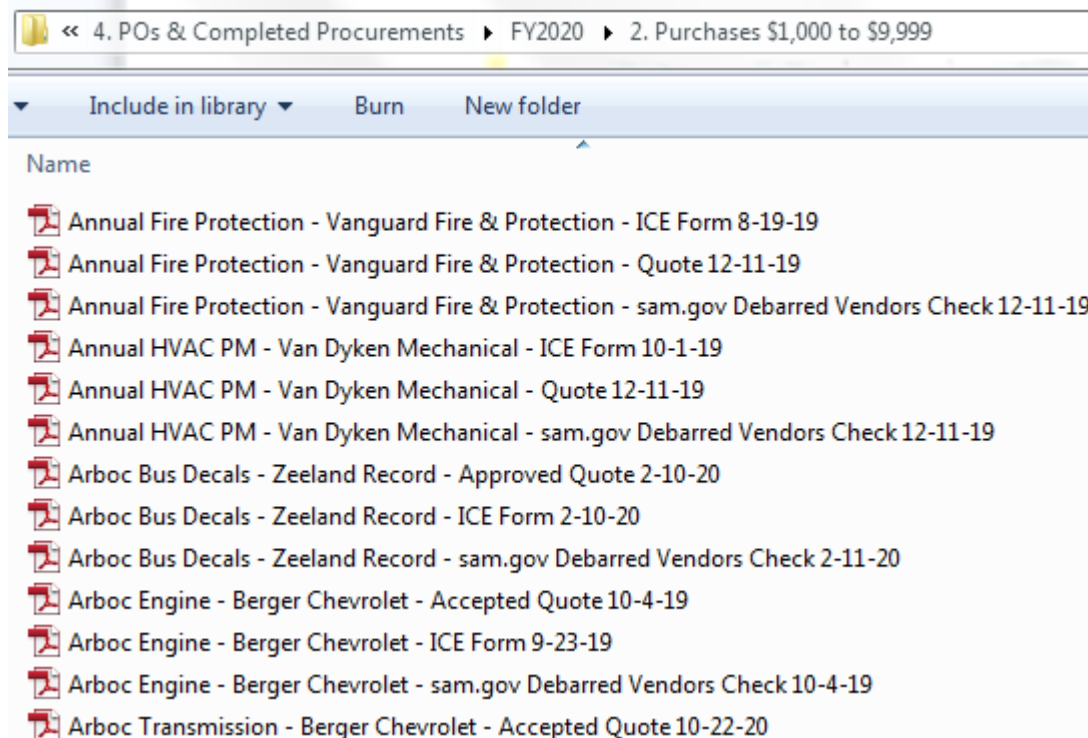 « 4. POs & Completed Procurements ▸ FY2020 ▸ 2. Purchases $1,000 to $9,999
Include in library Burn New folder
Name
Annual Fire Protection - Vanguard Fire & Protection - ICE Form 8-19-19
Annual Fire Protection - Vanguard Fire & Protection - Quote 12-11-19
Annual Fire Protection - Vanguard Fire & Protection - sam.gov Debarred Vendors Check 12-11-19
Annual HVAC PM - Van Dyken Mechanical - ICE Form 10-1-19
Annual HVAC PM - Van Dyken Mechanical - Quote 12-11-19
Annual HVAC PM - Van Dyken Mechanical - sam.gov Debarred Vendors Check 12-11-19
Arboc Bus Decals - Zeeland Record - Approved Quote 2-10-20
Arboc Bus Decals - Zeeland Record - ICE Form 2-10-20
Arboc Bus Decals - Zeeland Record - sam.gov Debarred Vendors Check 2-11-20
Arboc Engine - Berger Chevrolet - Accepted Quote 10-4-19
Arboc Engine - Berger Chevrolet - ICE Form 9-23-19
Arboc Engine - Berger Chevrolet - sam.gov Debarred Vendors Check 10-4-19
Arboc Transmission - Berger Chevrolet - Accepted Quote 10-22-20